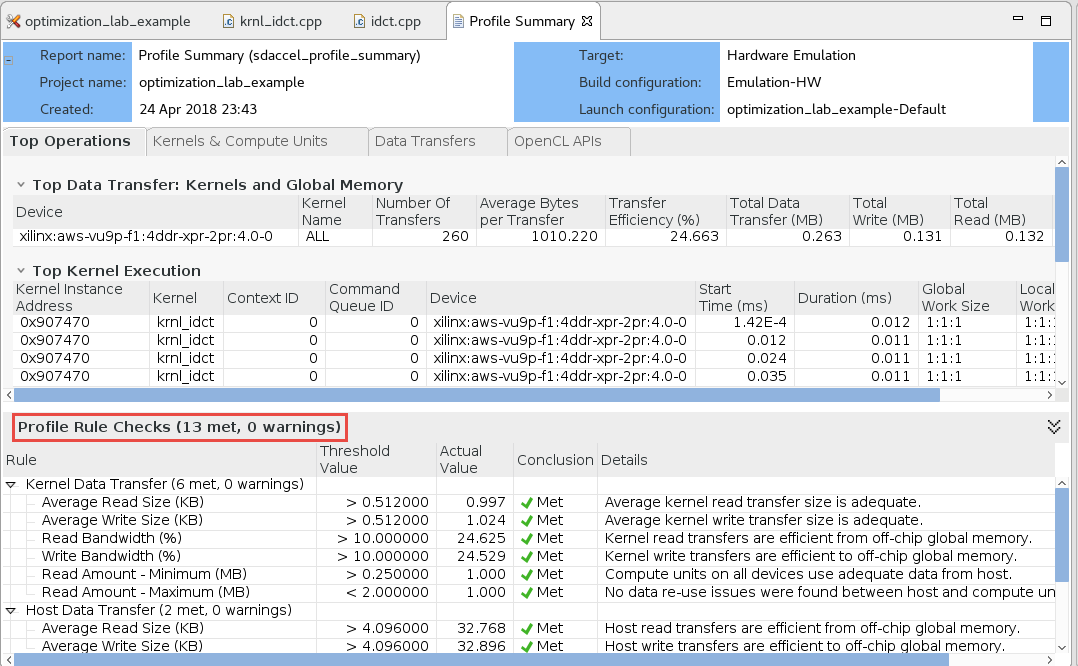 optimization_lab_example krnl_idct.cpp idct.cpp Profile Summary
Report name: Profile Summary (sdaccel_profile_summary) Target: Hardware Emulation
Project name: optimization_lab_example Build configuration: Emulation-HW
Created: 24 Apr 2018 23:43 Launch configuration: optimization_lab_example-Default
Top Operations Kernels & Compute Units Data Transfers OpenCL APIs
Top Data Transfer: Kernels and Global Memory
Device Kernel Name Number Of Transfers Average Bytes per Transfer Transfer Efficiency (%) Total Data Transfer (MB) Total Write (MB) Total Read (MB)
xilinx:aws-vu9p-f1:4ddr-xpr-2pr:4.0-0 ALL 260 1010.220 24.663 0.263 0.131 0.132
Top Kernel Execution
Kernel Instance Address Kernel Context ID Command Queue ID Device Start Time (ms) Duration (ms) Global Work Size Local Work
0x907470 krnl_idct 0 0 xilinx:aws-vu9p-f1:4ddr-xpr-2pr:4.0-0 1.42E-4 0.012 1:1:1 1:1:
0x907470 krnl_idct 0 0 xilinx:aws-vu9p-f1:4ddr-xpr-2pr:4.0-0 0.012 0.011 1:1:1 1:1:
0x907470 krnl_idct 0 0 xilinx:aws-vu9p-f1:4ddr-xpr-2pr:4.0-0 0.024 0.011 1:1:1 1:1:
0x907470 krnl_idct 0 0 xilinx:aws-vu9p-f1:4ddr-xpr-2pr:4.0-0 0.035 0.011 1:1:1 1:1:
Profile Rule Checks (13 met, 0 warnings)
Rule Threshold Value Actual Value Conclusion Details
Kernel Data Transfer (6 met, 0 warnings)
Average Read Size (KB) > 0.512000 0.997 Met Average kernel read transfer size is adequate.
Average Write Size (KB) > 0.512000 1.024 Met Average kernel write transfer size is adequate.
Read Bandwidth (%) > 10.000000 24.625 Met Kernel read transfers are efficient from off-chip global memory.
Write Bandwidth (%) > 10.000000 24.529 Met Kernel write transfers are efficient to off-chip global memory.
Read Amount - Minimum (MB) > 0.250000 1.000 Met Compute units on all devices use adequate data from host.
Read Amount - Maximum (MB) < 2.000000 1.000 Met No data re-use issues were found between host and compute un
Host Data Transfer (2 met, 0 warnings)
Average Read Size (KB) > 4.096000 32.768 Met Host read transfers are efficient from off-chip global memory.
Average Write Size (KB) > 4.096000 32.896 Met Host write transfers are efficient to off-chip global memory.